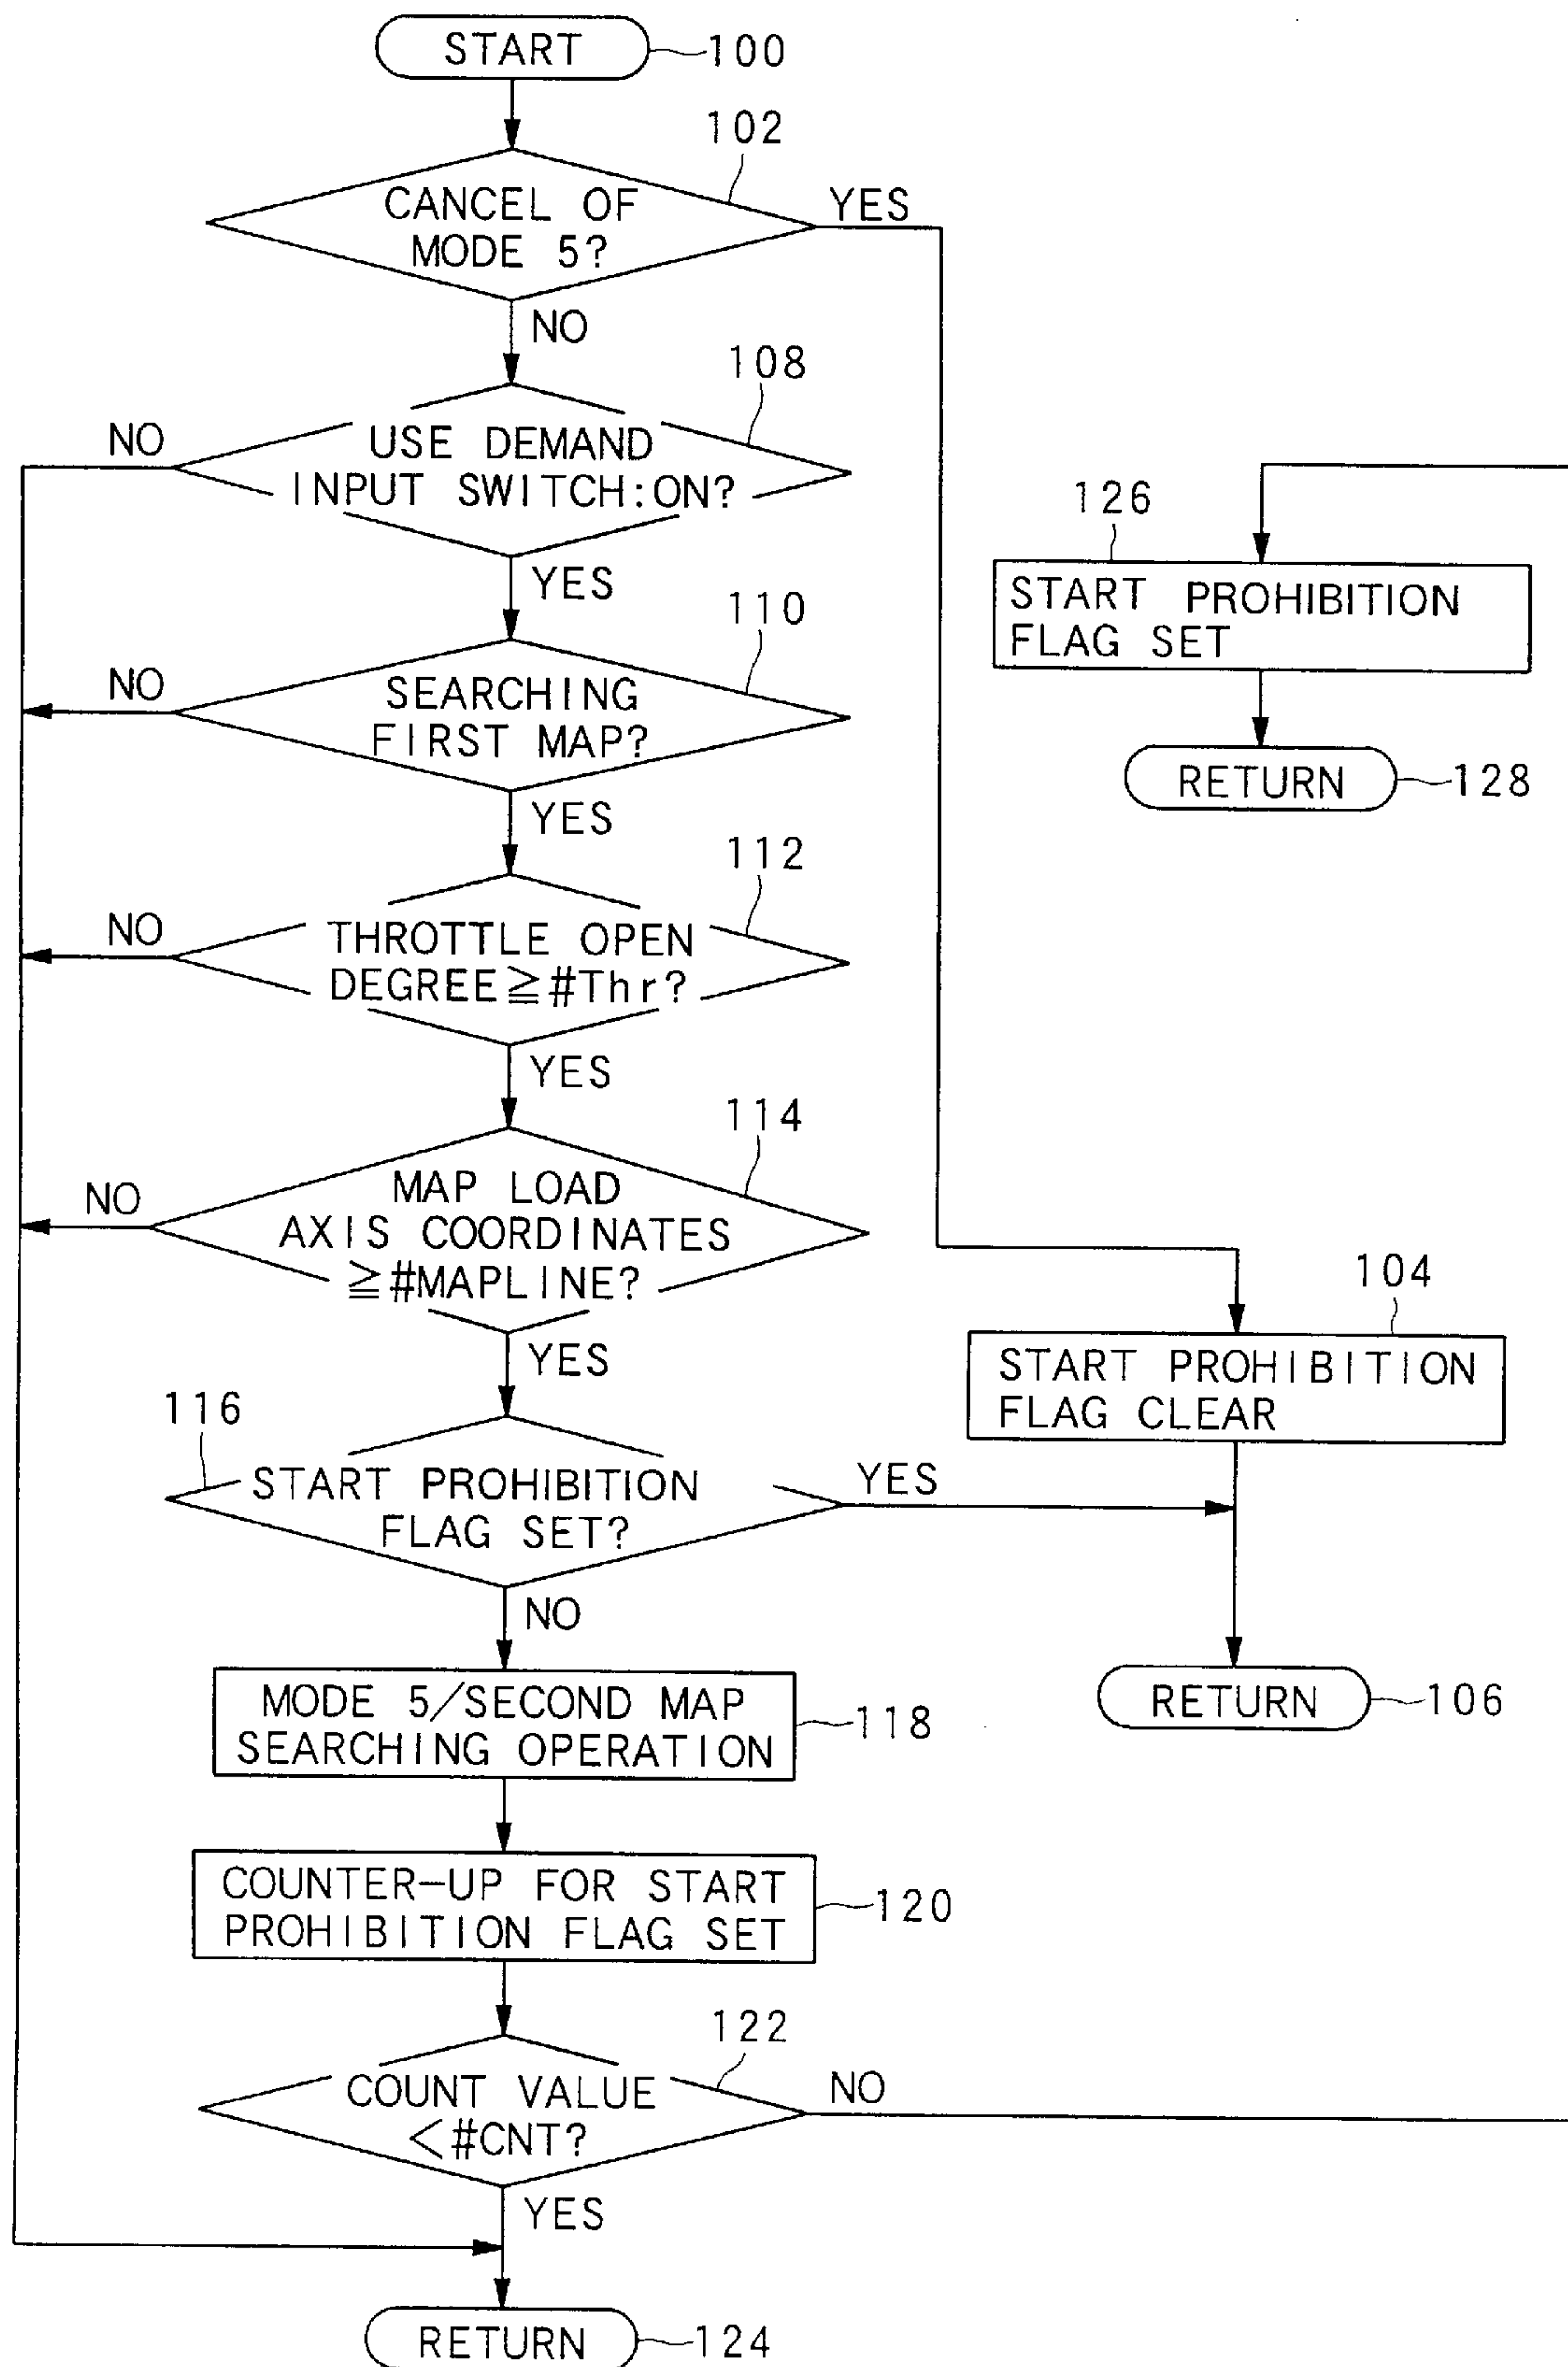 START
100
102
CANCEL OF
MODE 5?
YES
NO
108
NO
USE DEMAND
INPUT SWITCH:ON?
YES
110
NO
SEARCHING
FIRST MAP?
YES
112
NO
THROTTLE OPEN
DEGREE≧#Thr?
YES
114
NO
MAP LOAD
AXIS COORDINATES
≧#MAPLINE?
YES
116
START PROHIBITION
FLAG SET?
YES
NO
MODE 5/SECOND MAP
SEARCHING OPERATION
118
COUNTER-UP FOR START
PROHIBITION FLAG SET
120
122
COUNT VALUE
<#CNT?
NO
YES
RETURN
124
126
START PROHIBITION
FLAG SET
RETURN
128
104
START PROHIBITION
FLAG CLEAR
RETURN
106